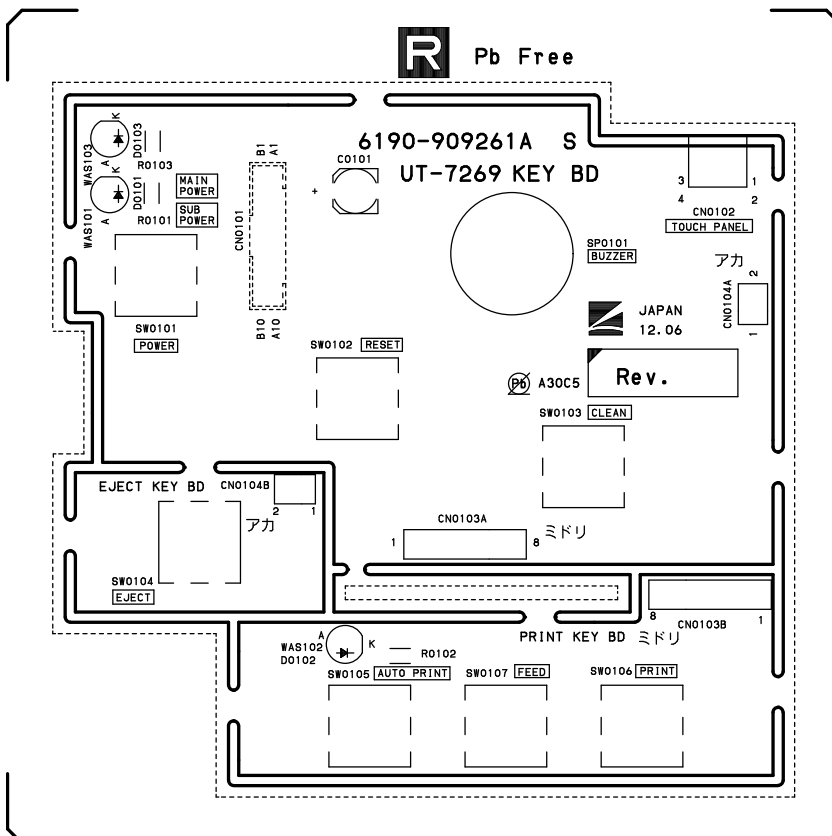 R Pb Free
6190-909261A S
UT-7269 KEY BD
K
WAS103
A
D0103
R0103
MAIN POWER
K
WAS101
A
D0101
R0101
SUB POWER
B1 A1
CN0101
B10 A10
C0101
+
3 1
4 2
CN0102
TOUCH PANEL
SP0101
BUZZER
アカ
2
CN0104A
1
SW0101
POWER
JAPAN
12.06
SW0102 RESET
Pb A30C5
Rev.
SW0103 CLEAN
EJECT KEY BD
CN0104B
2 1
アカ
SW0104
EJECT
CN0103A
1 8
ミドリ
8 1
CN0103B
PRINT KEY BD ミドリ
A
K
WAS102
D0102
R0102
SW0105 AUTO PRINT
SW0107 FEED
SW0106 PRINT